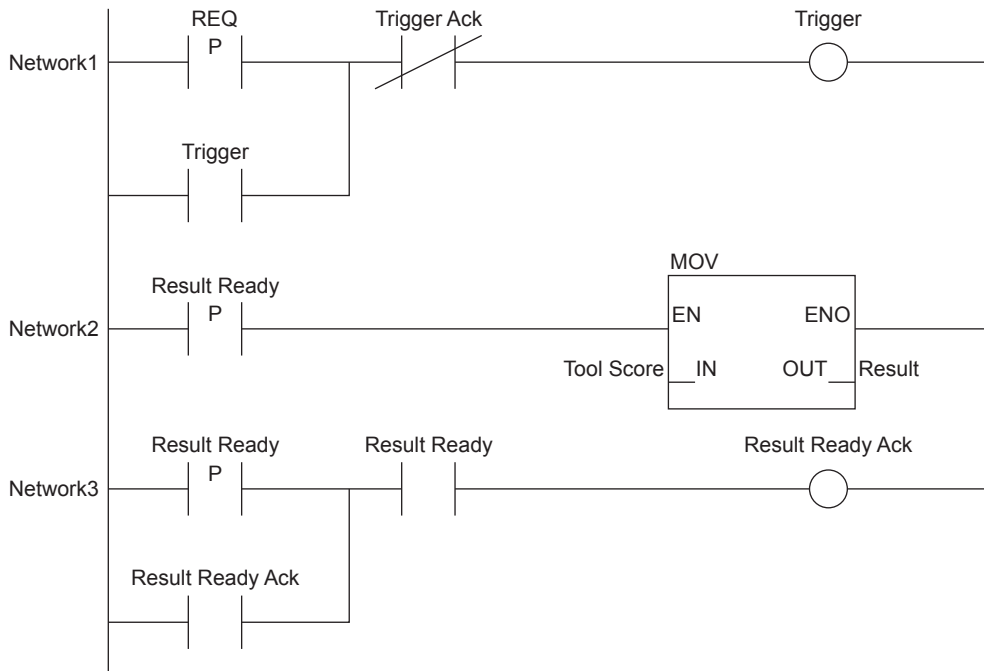 REQ
Trigger Ack
Trigger
P
Network1
Trigger
MOV
Result Ready
P
EN
ENO
Network2
Tool Score
IN
OUT
Result
Result Ready
Result Ready
Result Ready Ack
P
Network3
Result Ready Ack